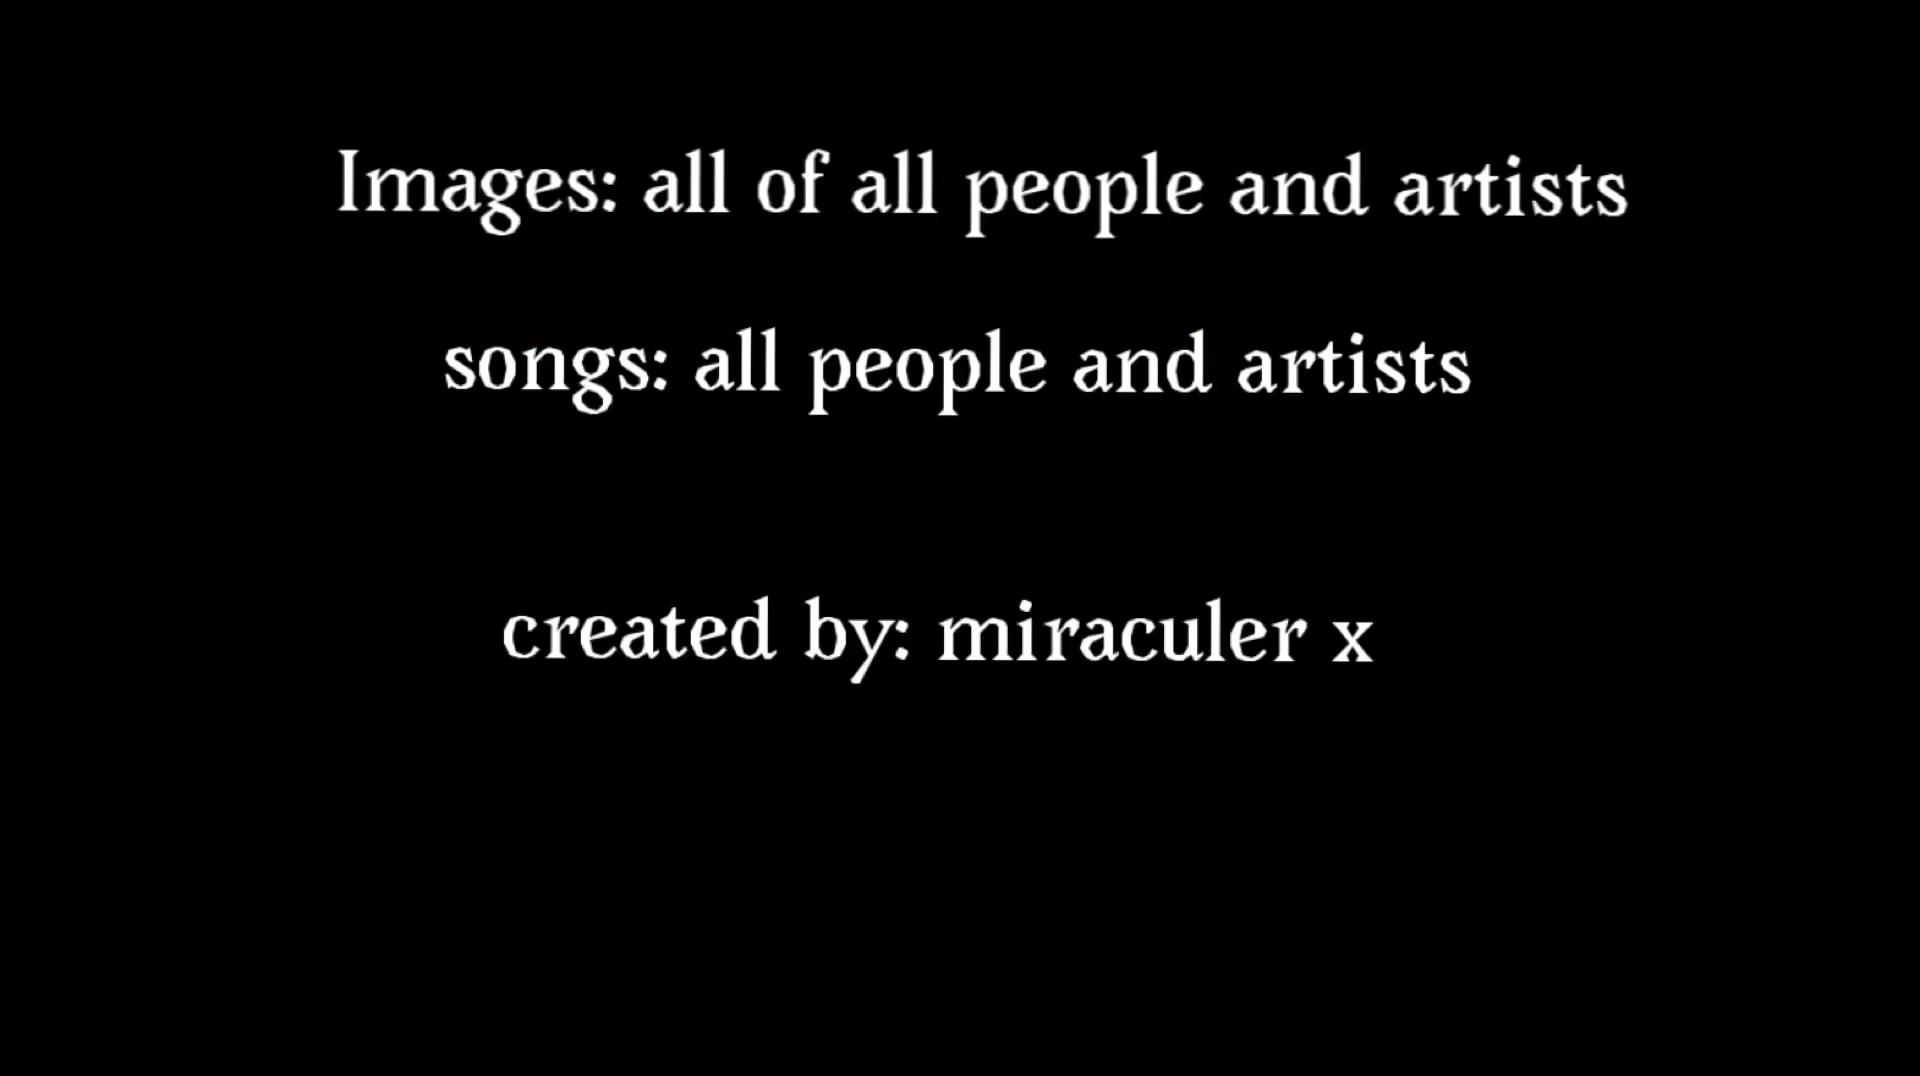 Images: all of all people and artists
songs: all people and artists
created by: miraculer x